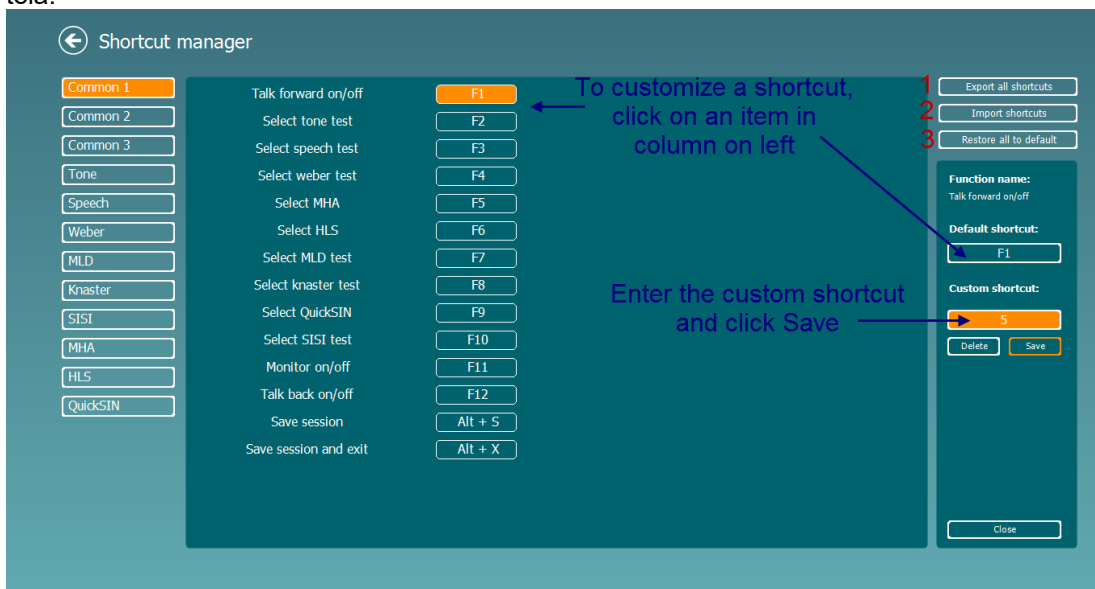 tela.
Shortcut manager
Common 1
Common 2
Common 3
Tone
Speech
Weber
MLD
Knaster
SISI
MHA
HLS
QuickSIN
Talk forward on/off F1
Select tone test F2
Select speech test F3
Select weber test F4
Select MHA F5
Select HLS F6
Select MLD test F7
Select knaster test F8
Select QuickSIN F9
Select SISI test F10
Monitor on/off F11
Talk back on/off F12
Save session Alt + S
Save session and exit Alt + X
To customize a shortcut,
click on an item in
column on left
Enter the custom shortcut
and click Save
1 Export all shortcuts
2 Import shortcuts
3 Restore all to default
Function name:
Talk forward on/off
Default shortcut:
F1
Custom shortcut:
S
Delete Save
Close